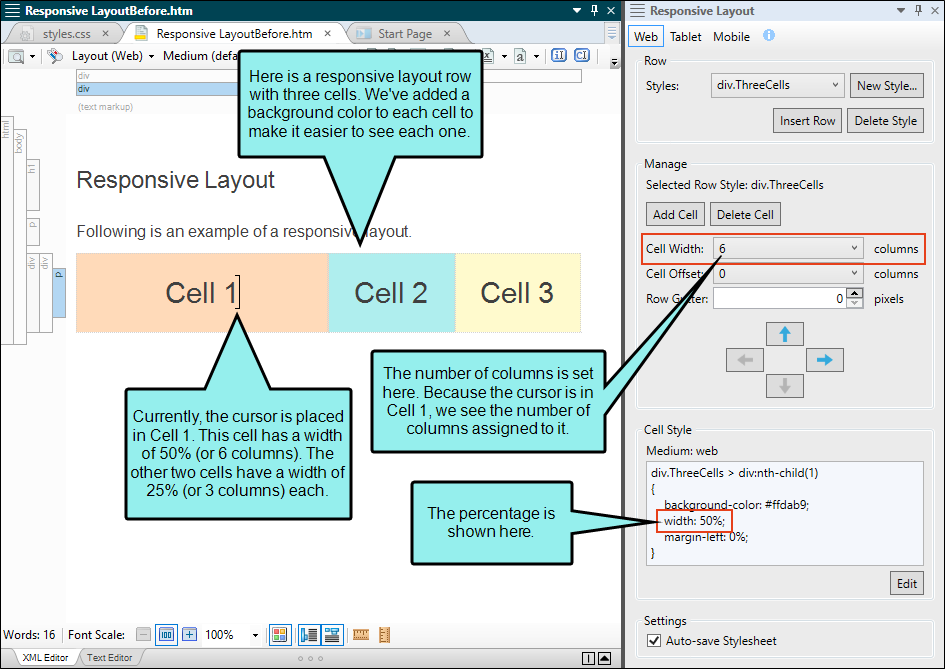 Responsive LayoutBefore.htm
styles.css
Responsive LayoutBefore.htm
Start Page
Layout (Web)
Medium (defa
div
div
(text markup)
html
body
h1
p
div
div
p
Here is a responsive layout row
with three cells. We've added a
background color to each cell to
make it easier to see each one.
Responsive Layout
Following is an example of a responsive layout.
Cell 1
Cell 2
Cell 3
Currently, the cursor is placed
in Cell 1. This cell has a width
of 50% (or 6 columns). The
other two cells have a width of
25% (or 3 columns) each.
The number of columns is set
here. Because the cursor is in
Cell 1, we see the number of
columns assigned to it.
The percentage is
shown here.
Words: 16
Font Scale:
100
100%
XML Editor
Text Editor
Responsive Layout
Web
Tablet
Mobile
Row
Styles:
div.ThreeCells
New Style...
Insert Row
Delete Style
Manage
Selected Row Style: div.ThreeCells
Add Cell
Delete Cell
Cell Width:
6
columns
Cell Offset:
0
columns
Row Gutter:
0
pixels
Cell Style
Medium: web
div.ThreeCells > div:nth-child(1)
{
background-color: #ffdab9;
width: 50%;
margin-left: 0%;
}
Edit
Settings
Auto-save Stylesheet